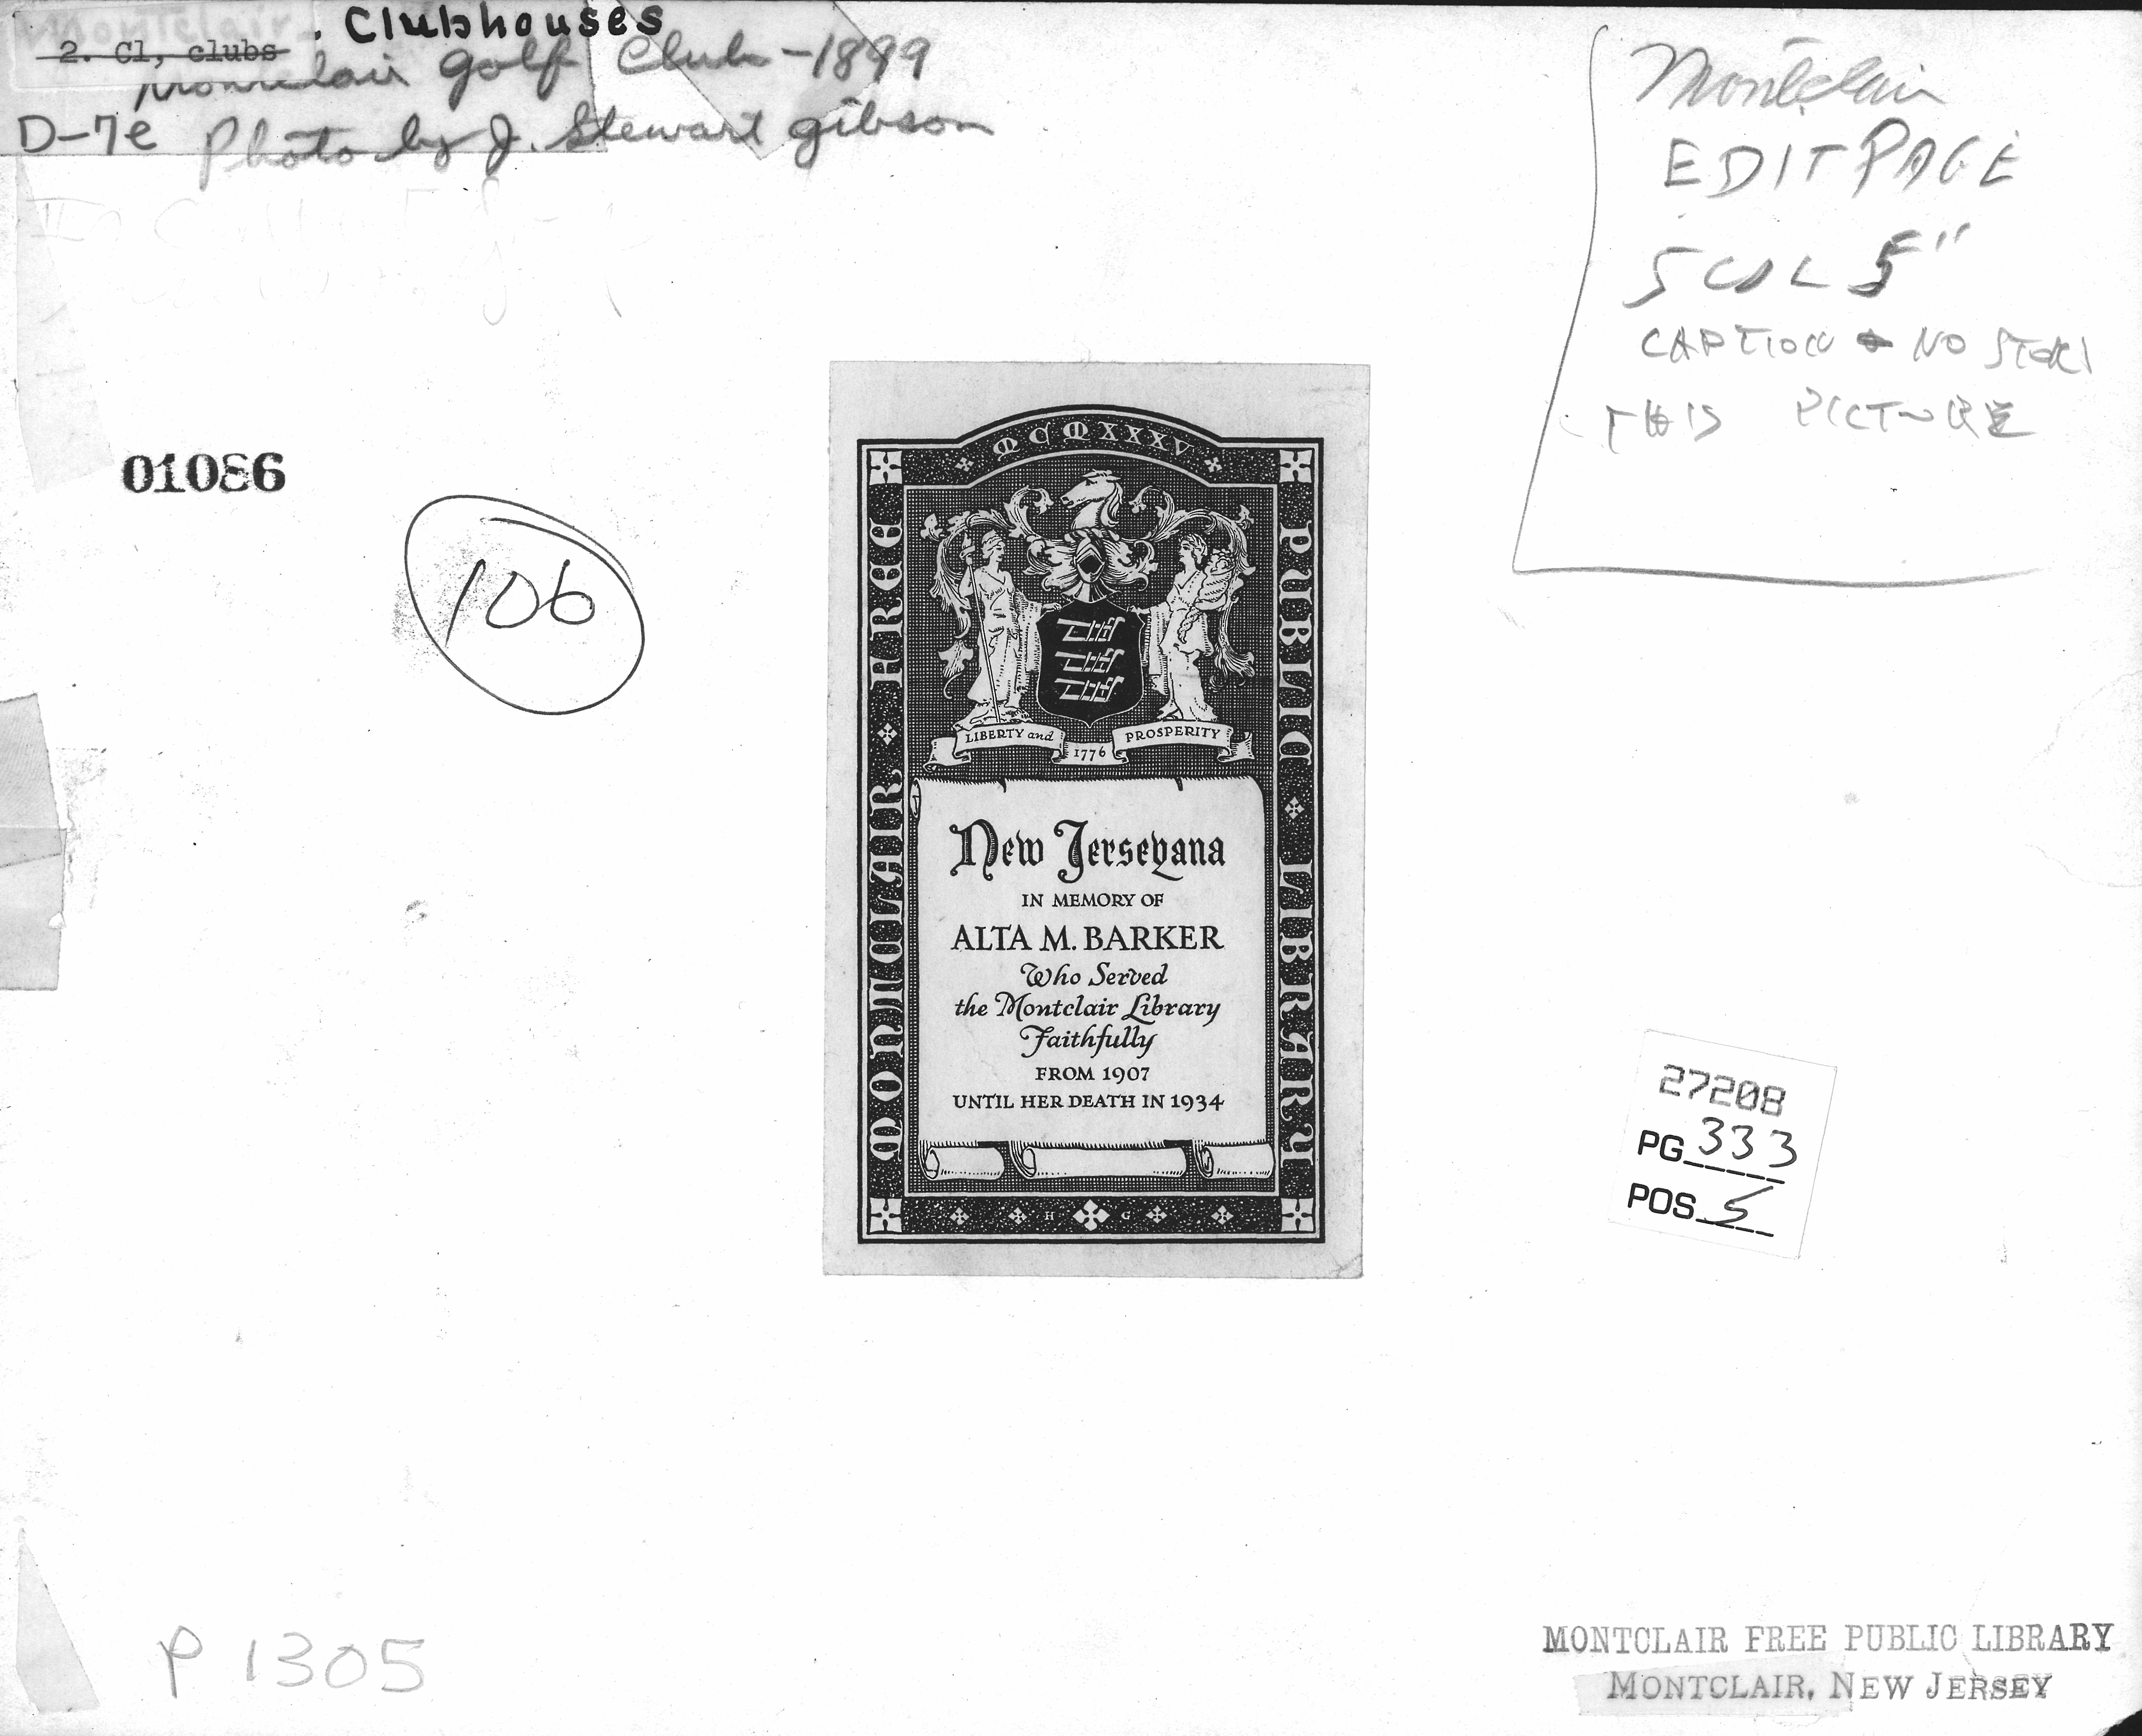 Montclair
. Clubhouses
2. Cl, clubs
Montclair Golf Club - 1899
D-7e Photo by J. Stewart Gibson
Montclair
EDIT PAGE
5 COL 5"
CAPTION NO STORY
THIS PICTURE
01086
106
MCMXXXV
MONTCLAIR FREE
PUBLIC LIBRARY
LIBERTY and 1776 PROSPERITY
New Jerseyana
IN MEMORY OF
ALTA M. BARKER
Who Served
the Montclair Library
Faithfully
FROM 1907
UNTIL HER DEATH IN 1934
H G
27208
PG 333
POS 5
P 1305
MONTCLAIR FREE PUBLIC LIBRARY
MONTCLAIR, NEW JERSEY